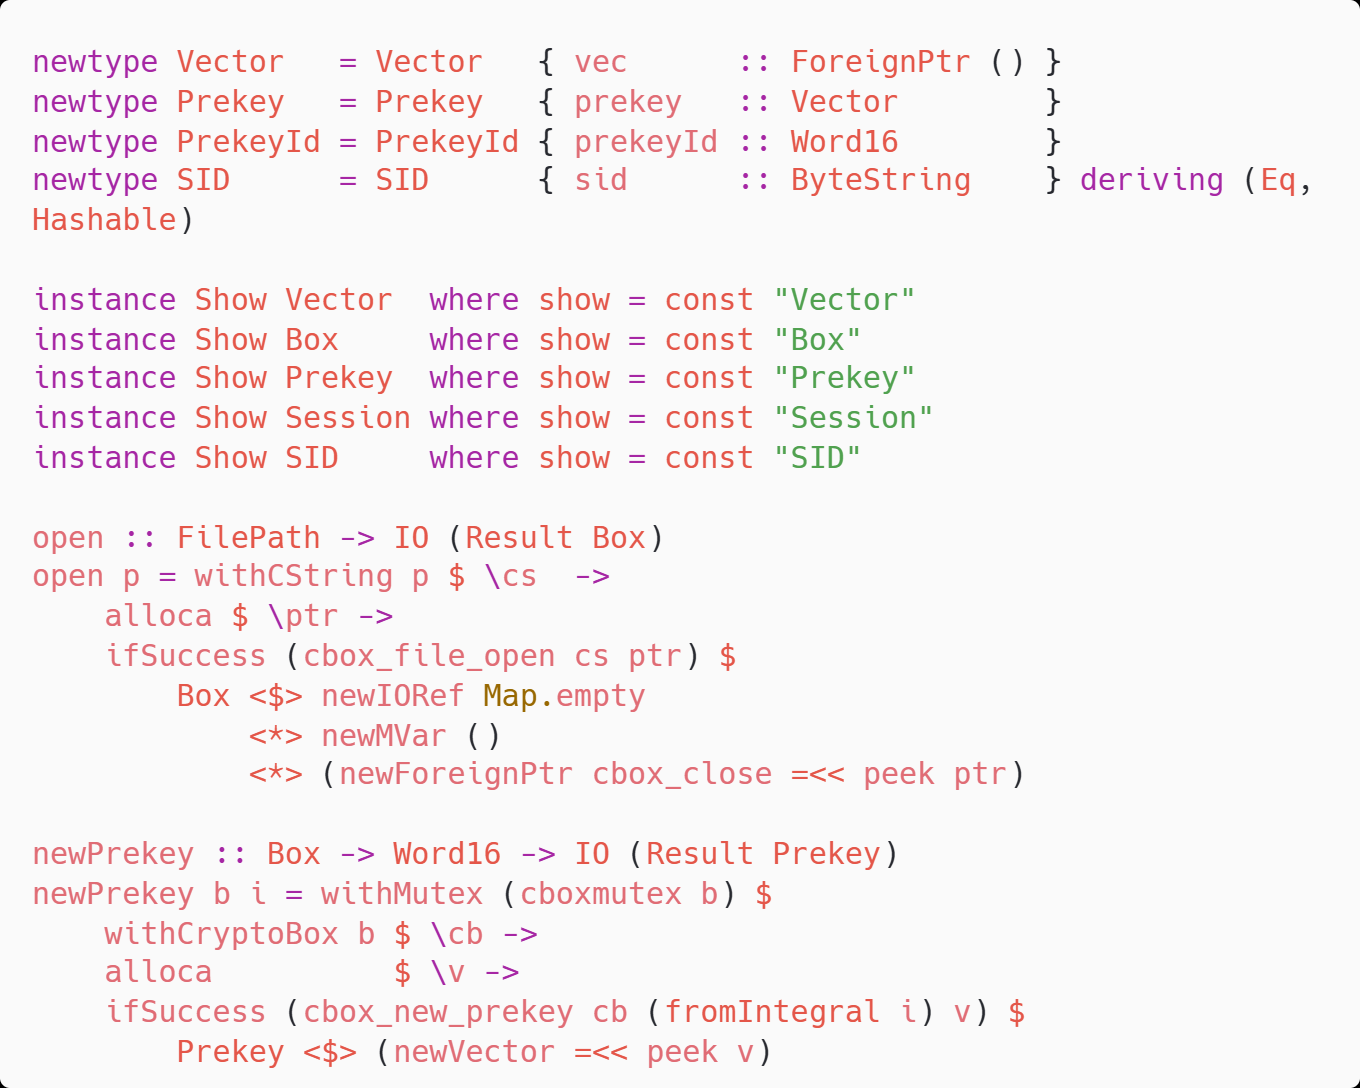 newtype Vector   = Vector   { vec      :: ForeignPtr () }
newtype Prekey   = Prekey   { prekey   :: Vector        }
newtype PrekeyId = PrekeyId { prekeyId :: Word16        }
newtype SID      = SID      { sid      :: ByteString    } deriving (Eq,
Hashable)

instance Show Vector  where show = const "Vector"
instance Show Box     where show = const "Box"
instance Show Prekey  where show = const "Prekey"
instance Show Session where show = const "Session"
instance Show SID     where show = const "SID"

open :: FilePath -> IO (Result Box)
open p = withCString p $ \cs  ->
    alloca $ \ptr ->
    ifSuccess (cbox_file_open cs ptr) $
        Box <$> newIORef Map.empty
            <*> newMVar ()
            <*> (newForeignPtr cbox_close =<< peek ptr)

newPrekey :: Box -> Word16 -> IO (Result Prekey)
newPrekey b i = withMutex (cboxmutex b) $
    withCryptoBox b $ \cb ->
    alloca          $ \v ->
    ifSuccess (cbox_new_prekey cb (fromIntegral i) v) $
        Prekey <$> (newVector =<< peek v)